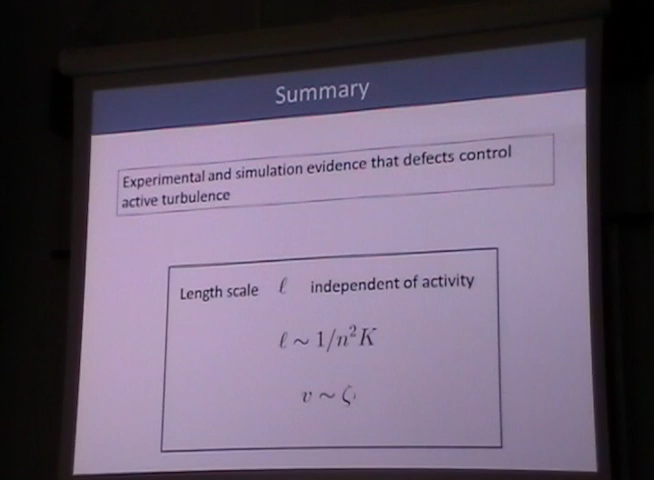 Summary
Experimental and simulation evidence that defects control
active turbulence
Length scale ℓ independent of activity
ℓ ~ 1/n²K
v ~ ζ